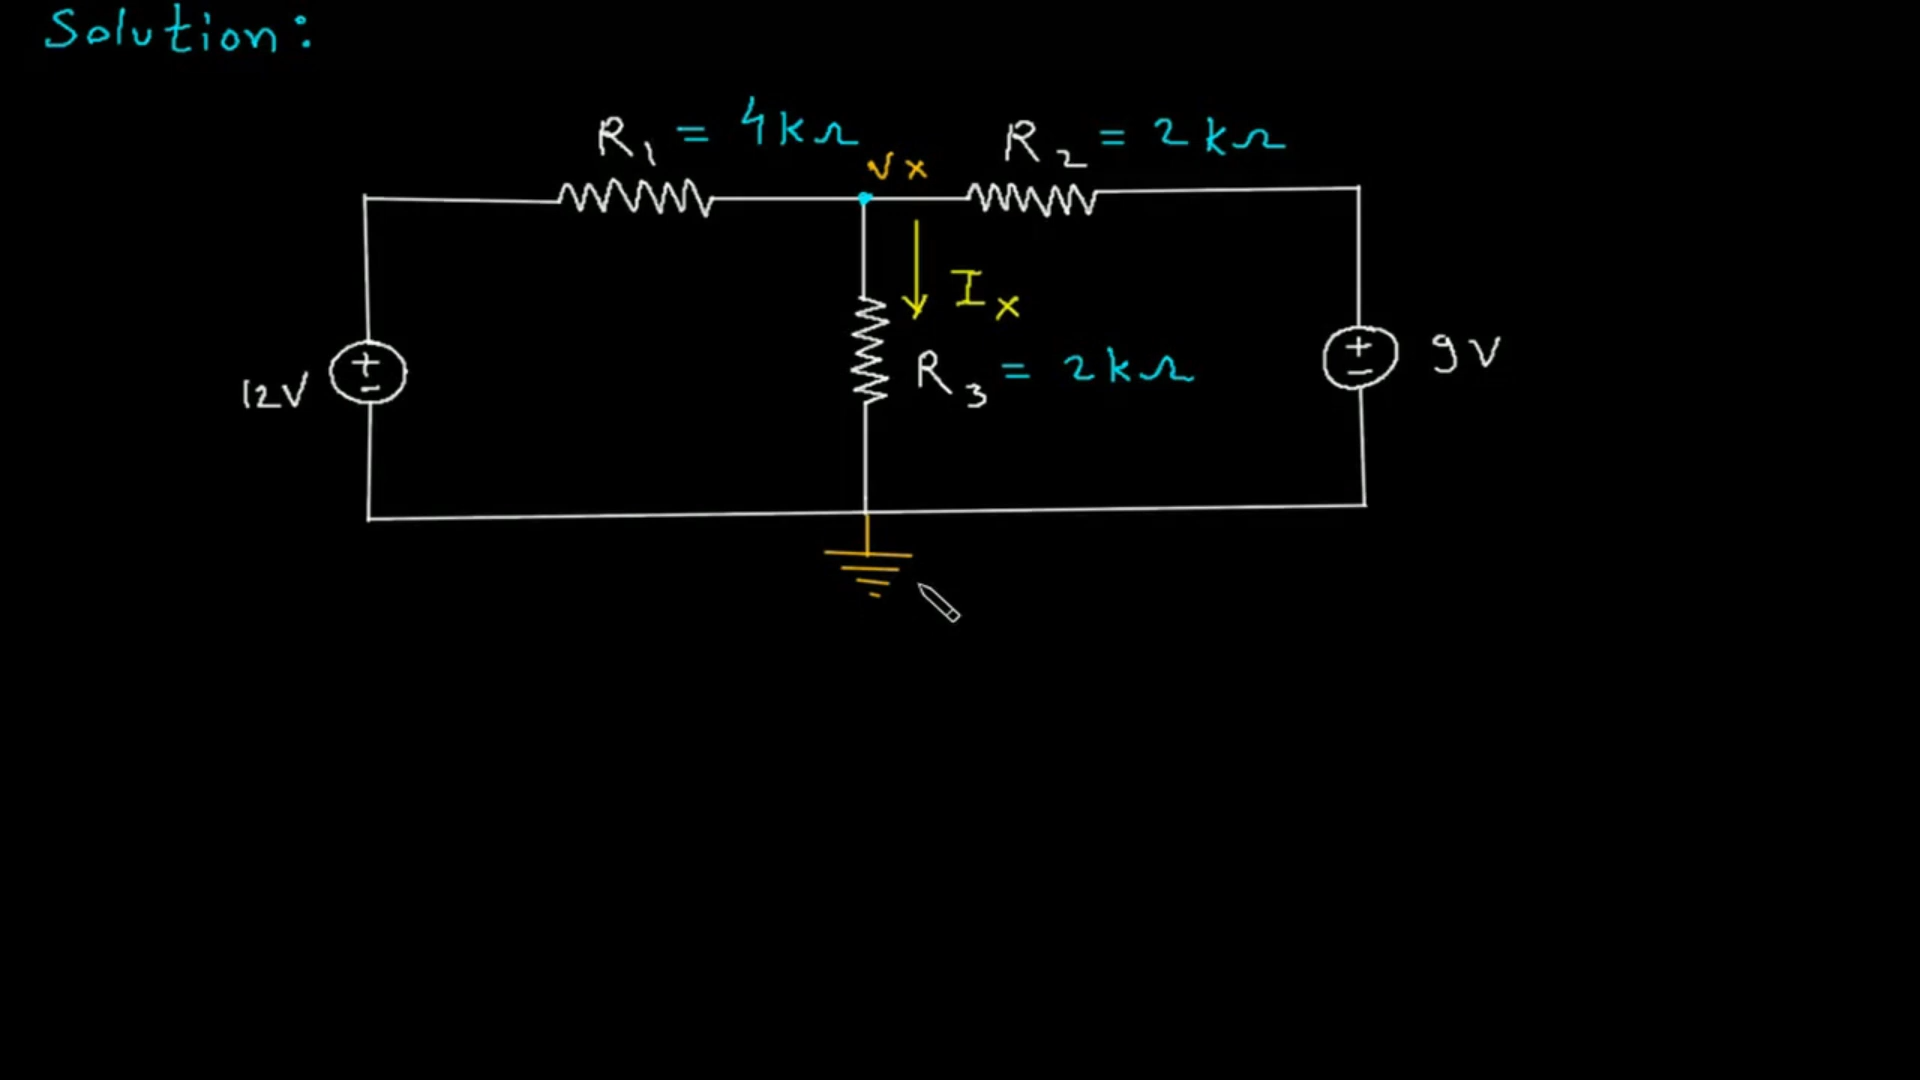 Solution:
R1 = 4kΩ
Vx
R2 = 2kΩ
Ix
12V
+
-
R3 = 2kΩ
+
-
9V